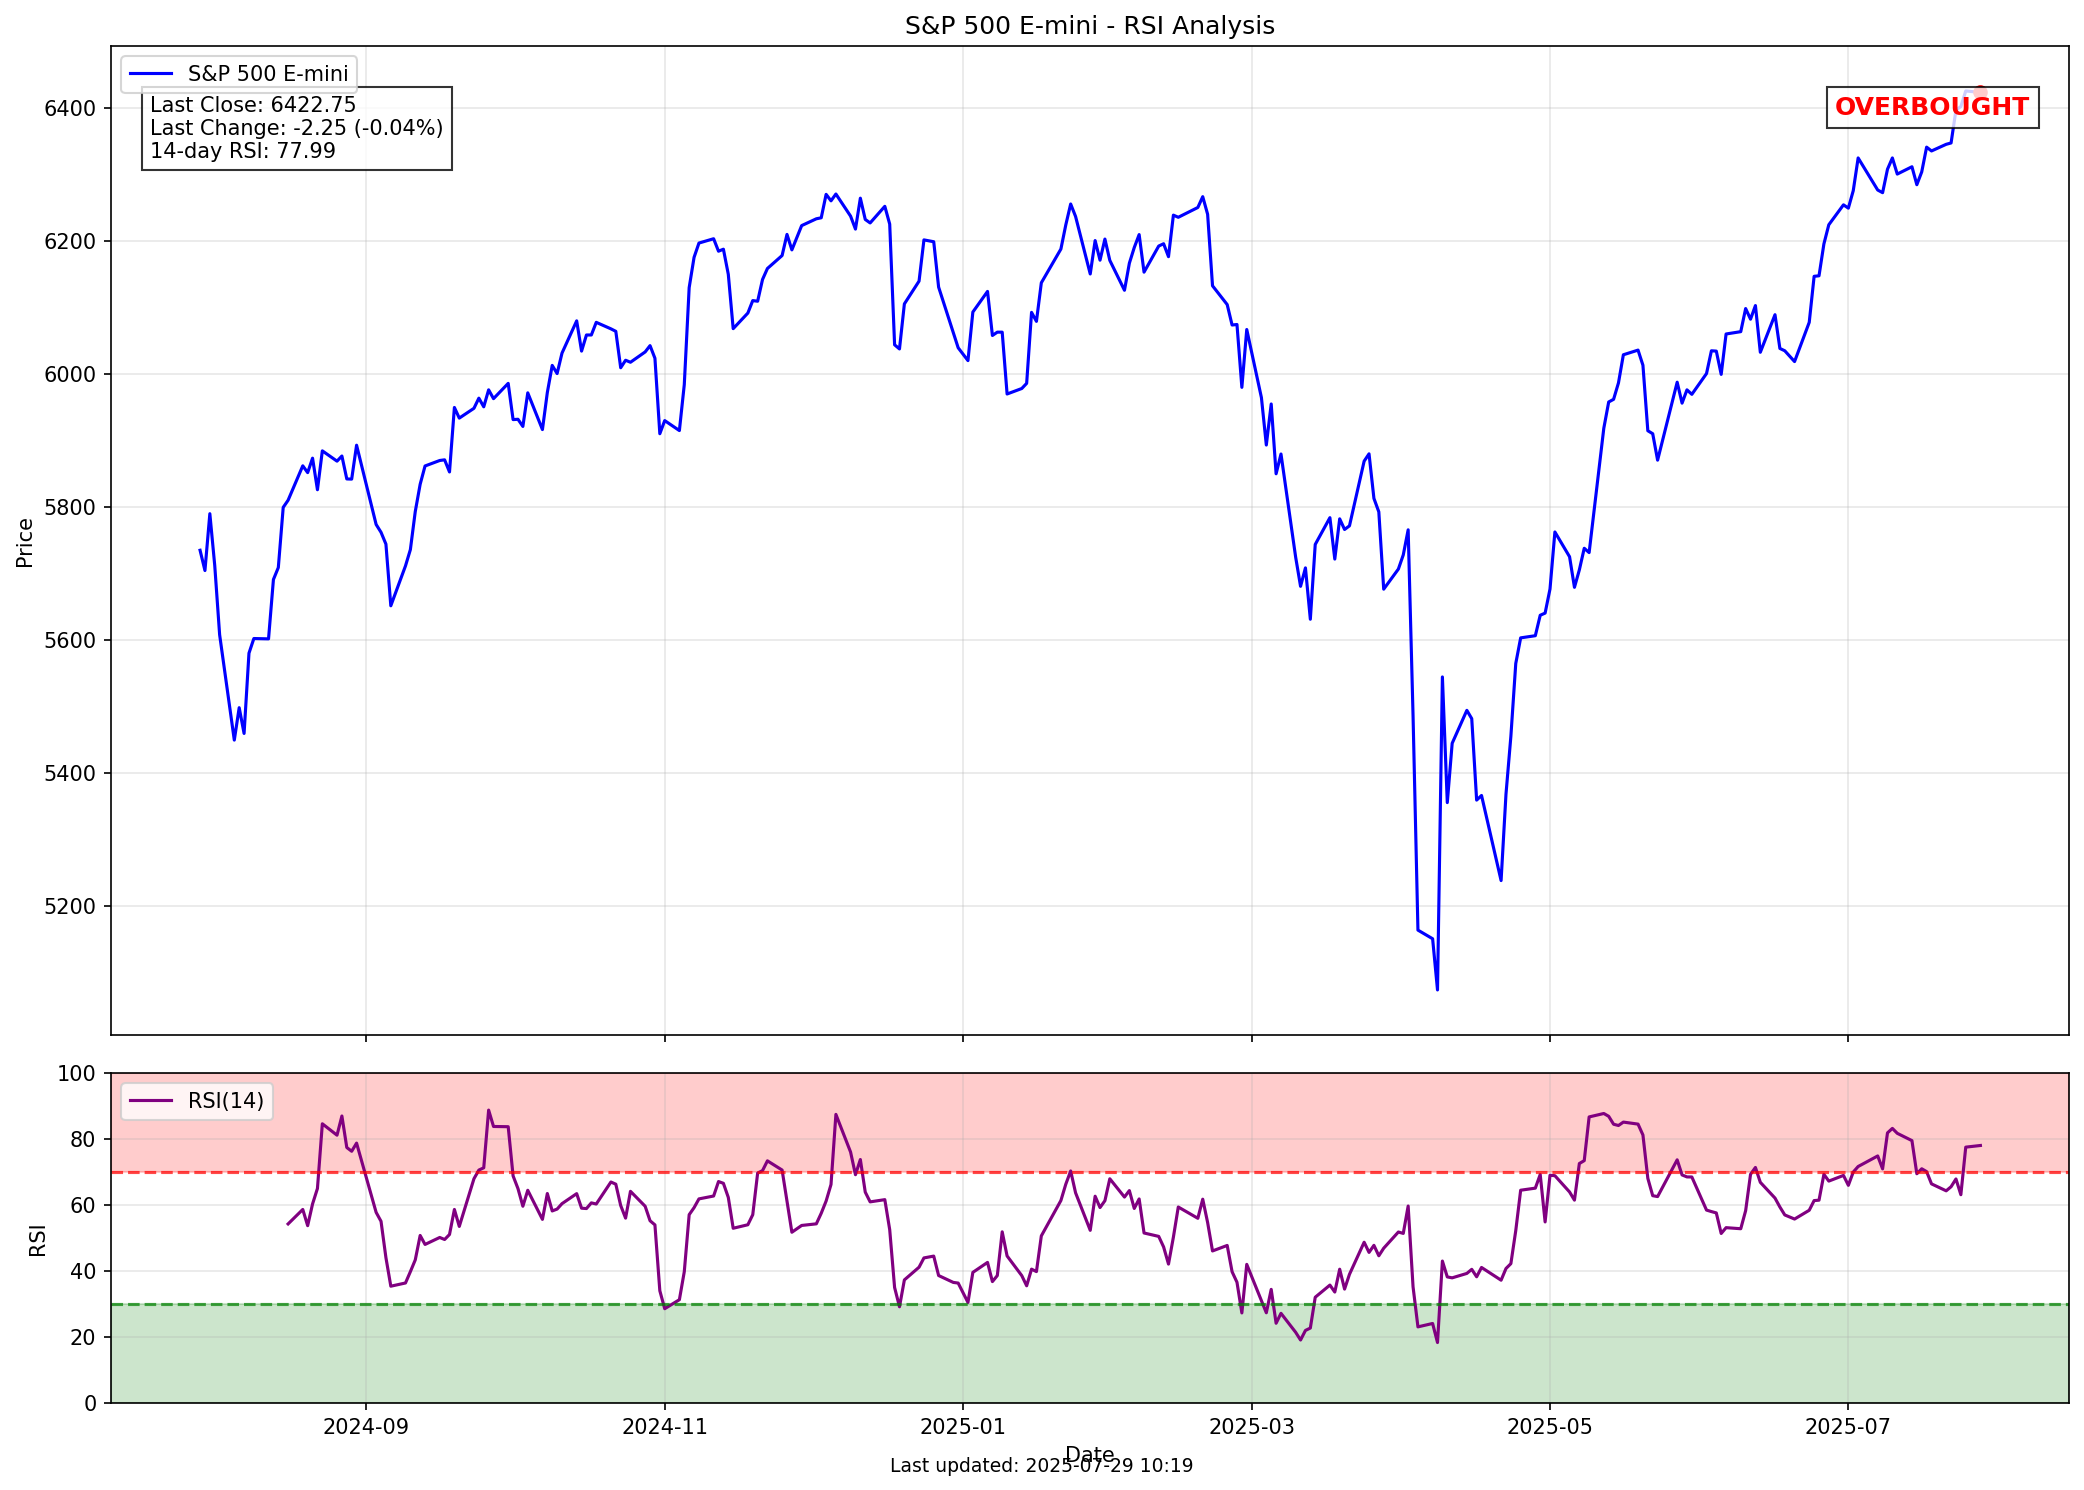 S&P 500 E-mini - RSI Analysis
S&P 500 E-mini
Last Close: 6422.75
Last Change: -2.25 (-0.04%)
14-day RSI: 77.99
OVERBOUGHT
Price
6400
6200
6000
5800
5600
5400
5200
RSI(14)
RSI
100
80
60
40
20
0
2024-09
2024-11
2025-01
2025-03
2025-05
2025-07
Date
Last updated: 2025-07-29 10:19